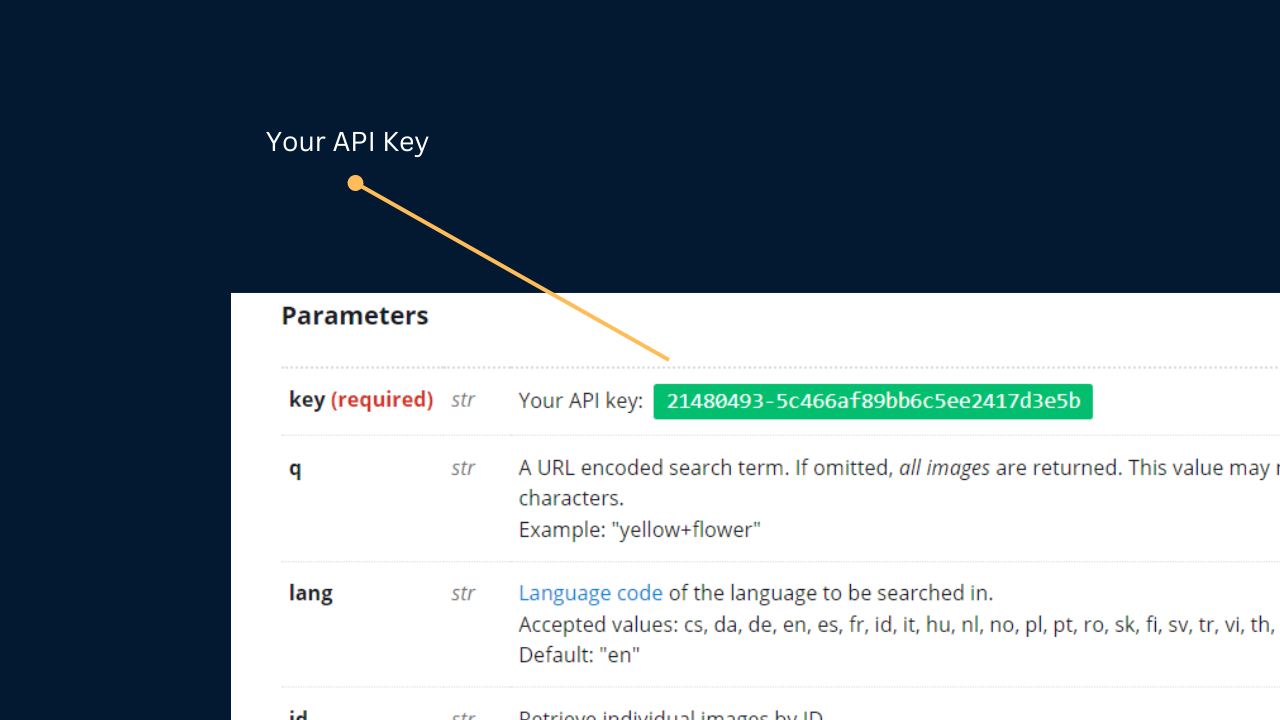 Your API Key
Parameters
key (required) str Your API key: 21480493-5c466af89bb6c5ee2417d3e5b
q str A URL encoded search term. If omitted, all images are returned. This value may
characters.
Example: "yellow+flower"
lang str Language code of the language to be searched in.
Accepted values: cs, da, de, en, es, fr, id, it, hu, nl, no, pl, pt, ro, sk, fi, sv, tr, vi, th,
Default: "en"
id str Retrieve individual images by ID